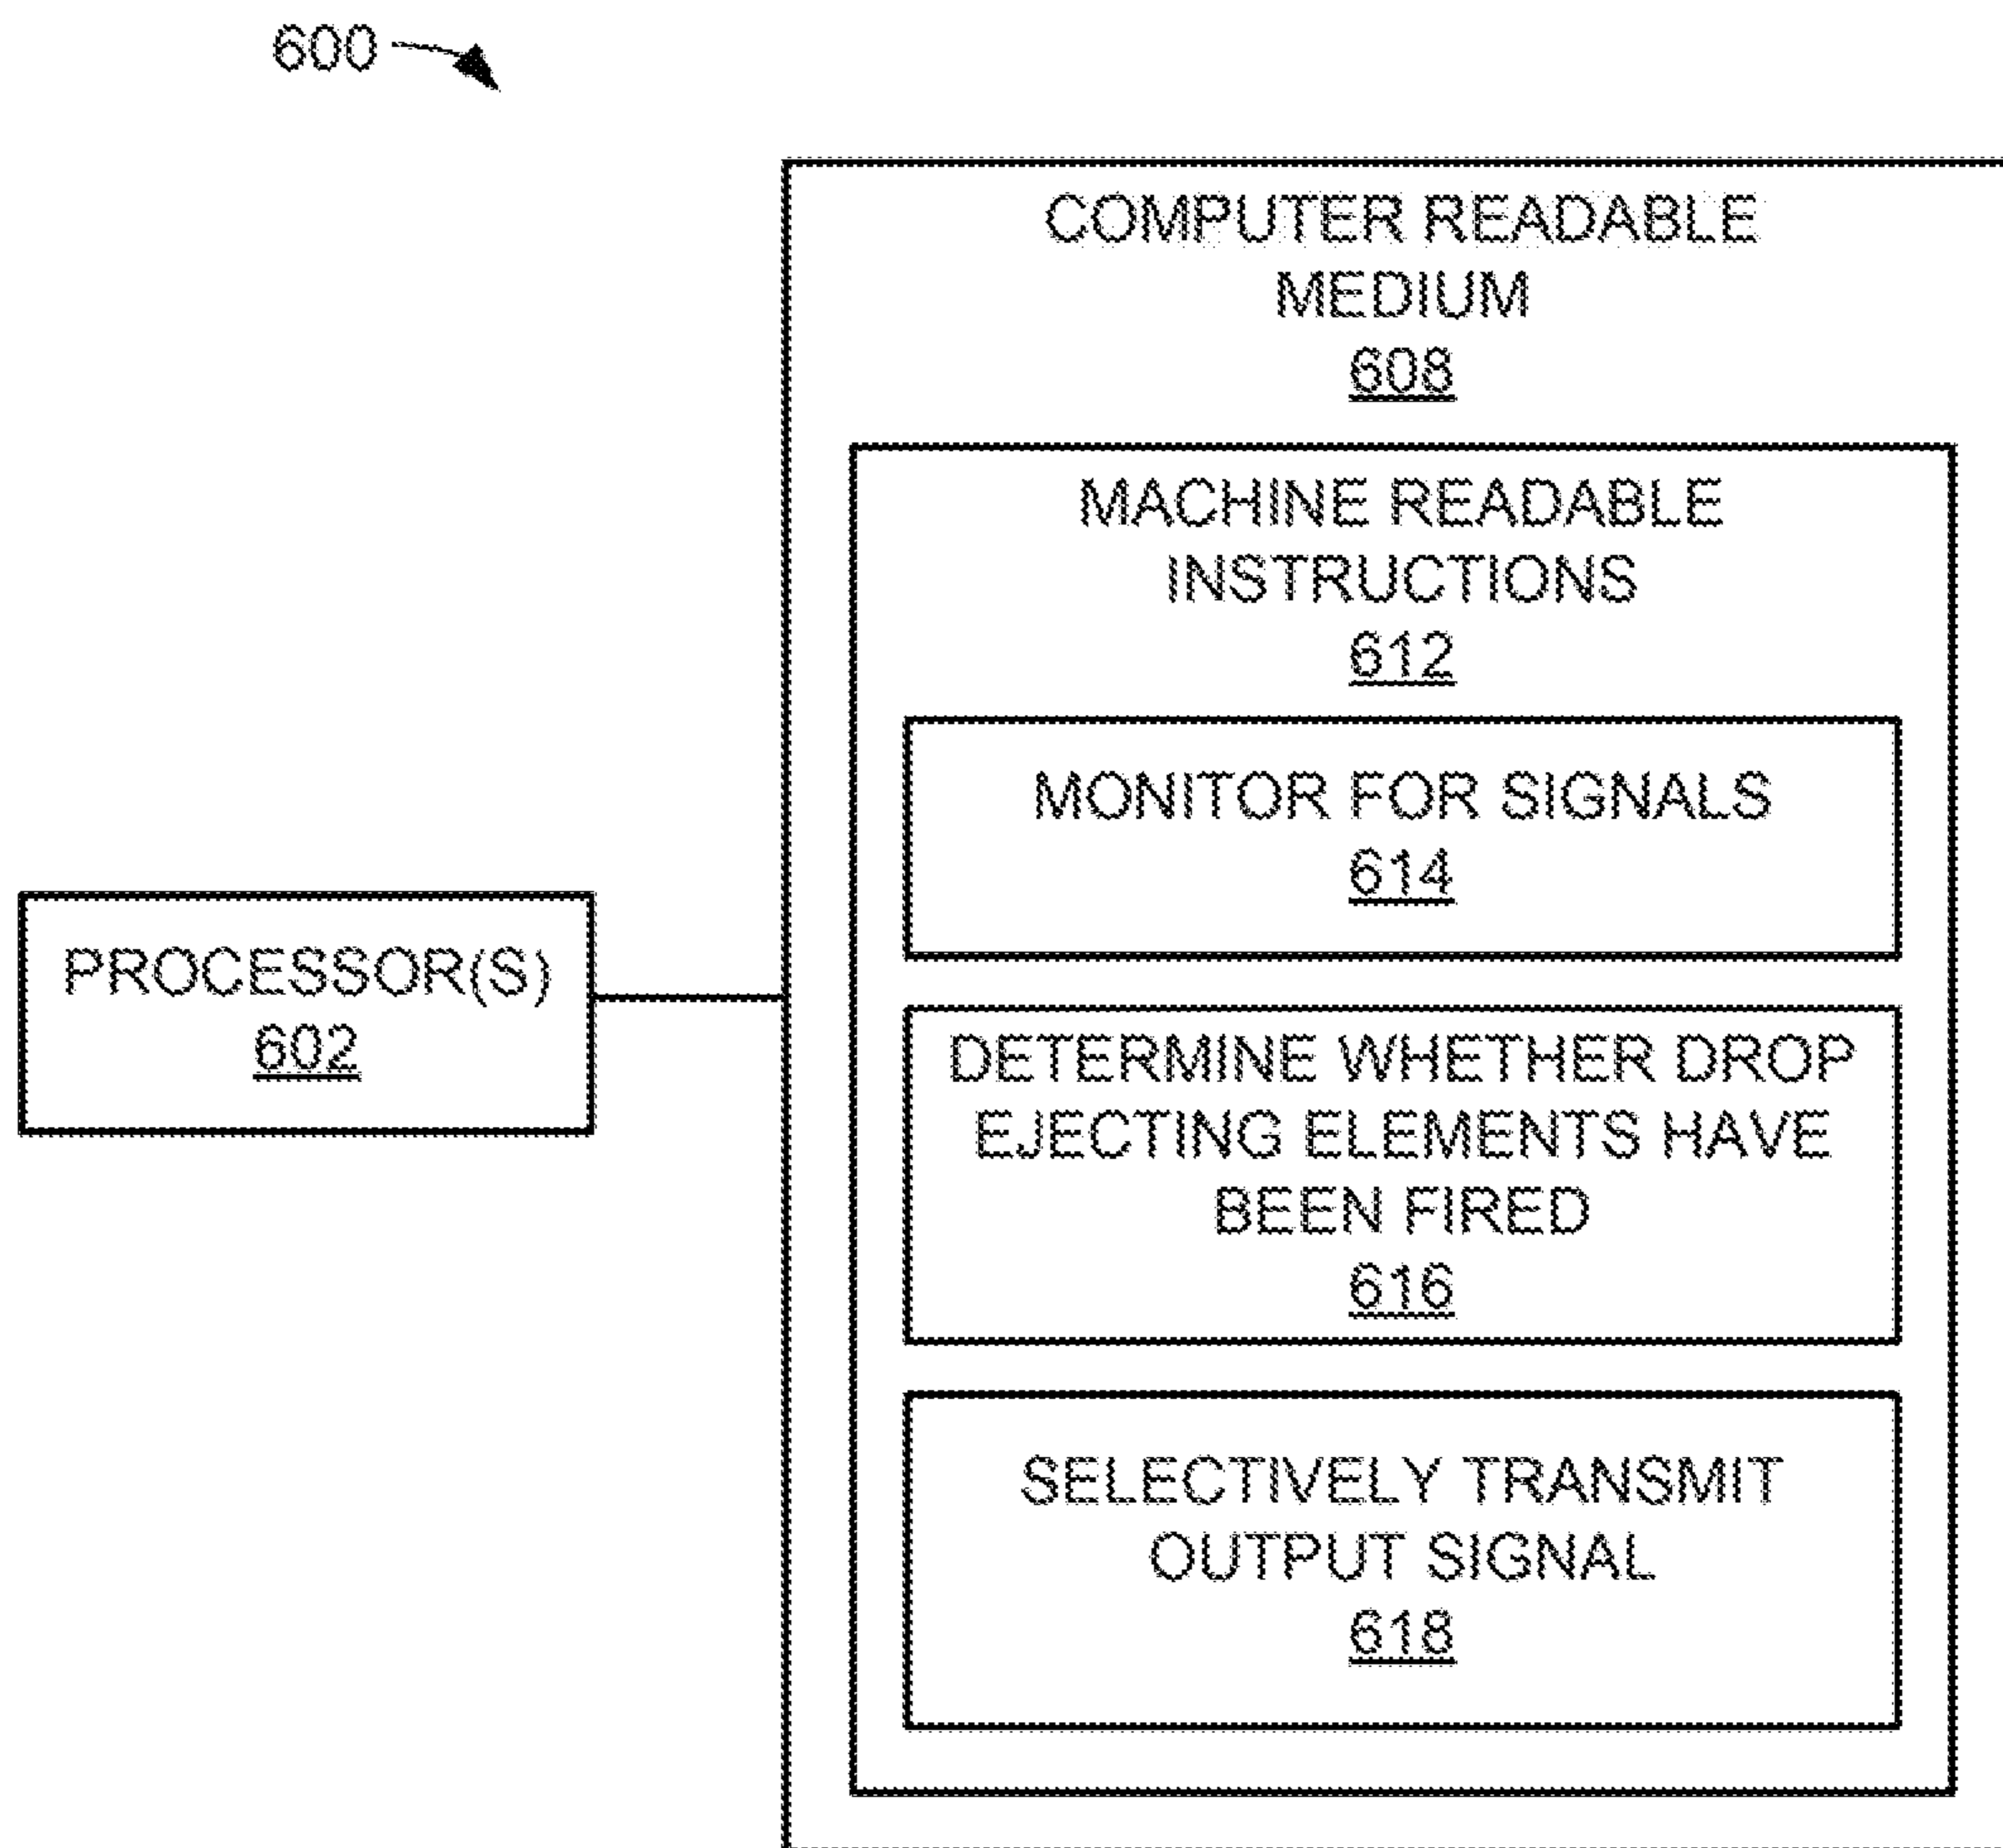 600
COMPUTER READABLE
MEDIUM
608
MACHINE READABLE
INSTRUCTIONS
612
MONITOR FOR SIGNALS
614
PROCESSOR(S)
602
DETERMINE WHETHER DROP
EJECTING ELEMENTS HAVE
BEEN FIRED
616
SELECTIVELY TRANSMIT
OUTPUT SIGNAL
618